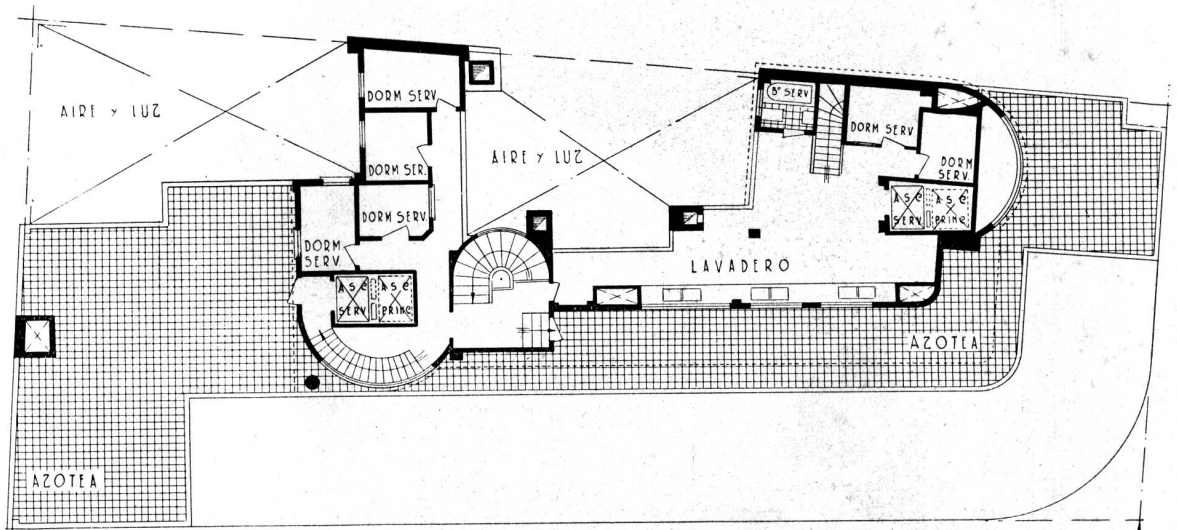 AIRE Y LUZ
DORM SERV
DORM SER.
DORM SERV.
DORM
SERV.
ASC
SERV
ASC
PRINC
AIRE Y LUZ
Bº SERV
DORM SERV
DORM
SERV.
ASC
SERV
ASC
PRINC
LAVADERO
AZOTEA
AZOTEA